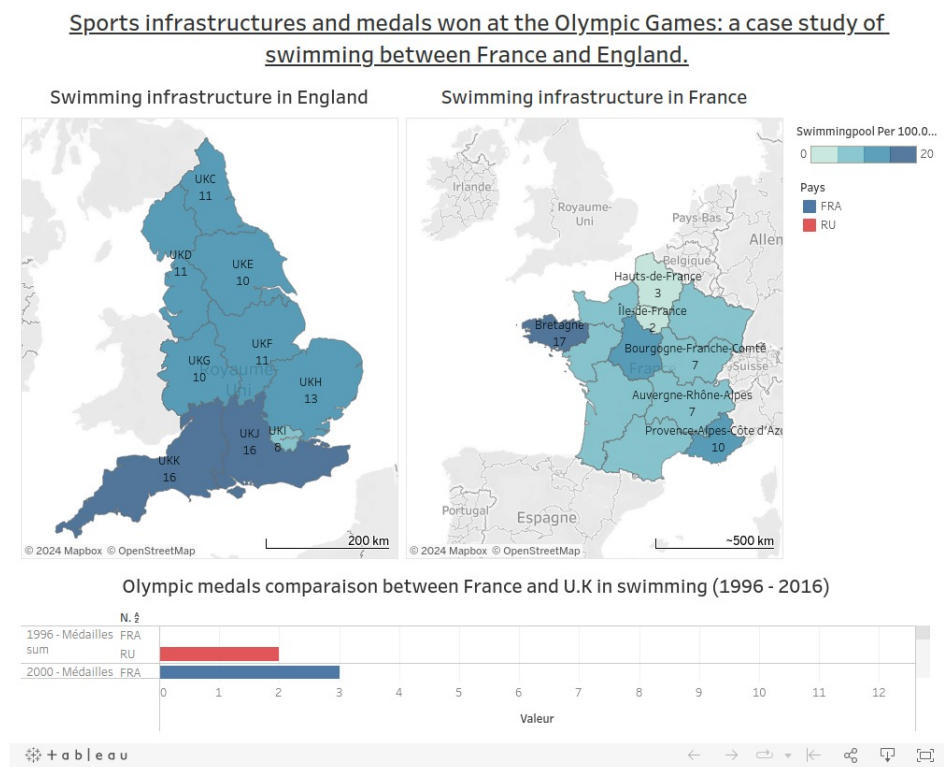 Sports infrastructures and medals won at the Olympic Games: a case study of
swimming between France and England.
Swimming infrastructure in England
Swimming infrastructure in France
Swimmingpool Per 100.0...
0 20
Pays
FRA
RU
UKC
11
UKD
11
UKE
10
UKF
11
UKG
10
Royaume-
Uni
UKH
13
UKJ
16
UKI
8
UKK
16
200 km
© 2024 Mapbox © OpenStreetMap
Irlande
Royaume-
Uni
Pays-Bas
Allen
Belgique
Hauts-de-France
3
Île-de-France
2
Bretagne
17
Bourgogne-Franche-Comté
7
France
Suisse
Auvergne-Rhône-Alpes
7
Provence-Alpes-Côte d'Az
10
Portugal
Espagne
~500 km
© 2024 Mapbox © OpenStreetMap
Olympic medals comparaison between France and U.K in swimming (1996 - 2016)
N.
1996 - Médailles FRA
sum
RU
2000 - Médailles FRA
0 1 2 3 4 5 6 7 8 9 10 11 12
Valeur
+ a b | e a u